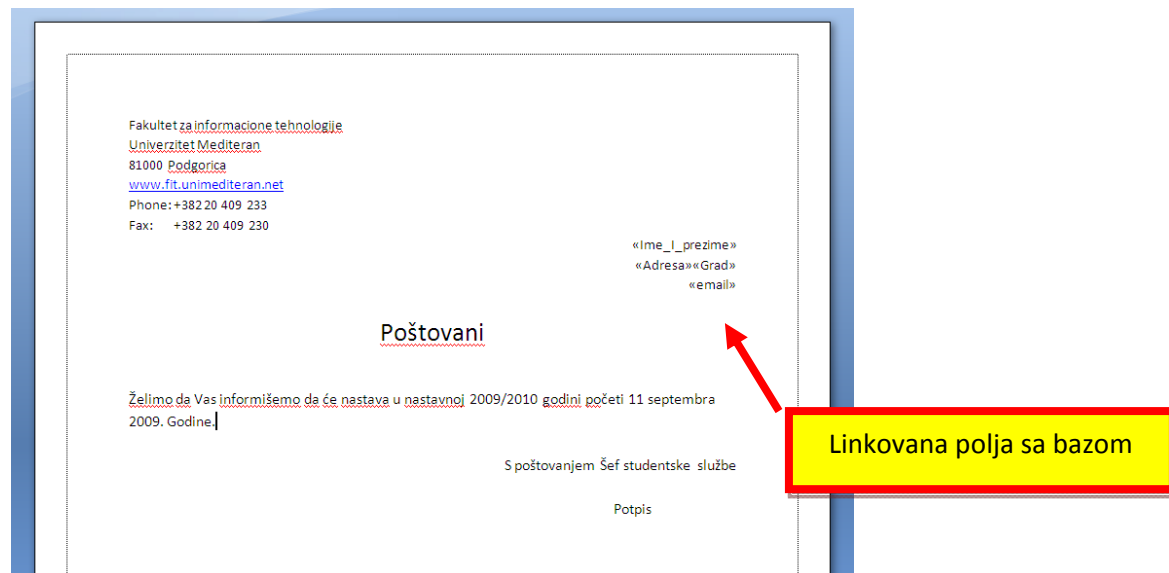 Fakultet za informacione tehnologije
Univerzitet Mediteran
81000 Podgorica
www.fit.unimediteran.net
Phone: +382 20 409 233
Fax: +382 20 409 230
«Ime_I_prezime»
«Adresa»«Grad»
«email»
Poštovani
Želimo da Vas informišemo da će nastava u nastavnoj 2009/2010 godini početi 11 septembra
2009. Godine.
Linkovana polja sa bazom
S poštovanjem Šef studentske službe
Potpis